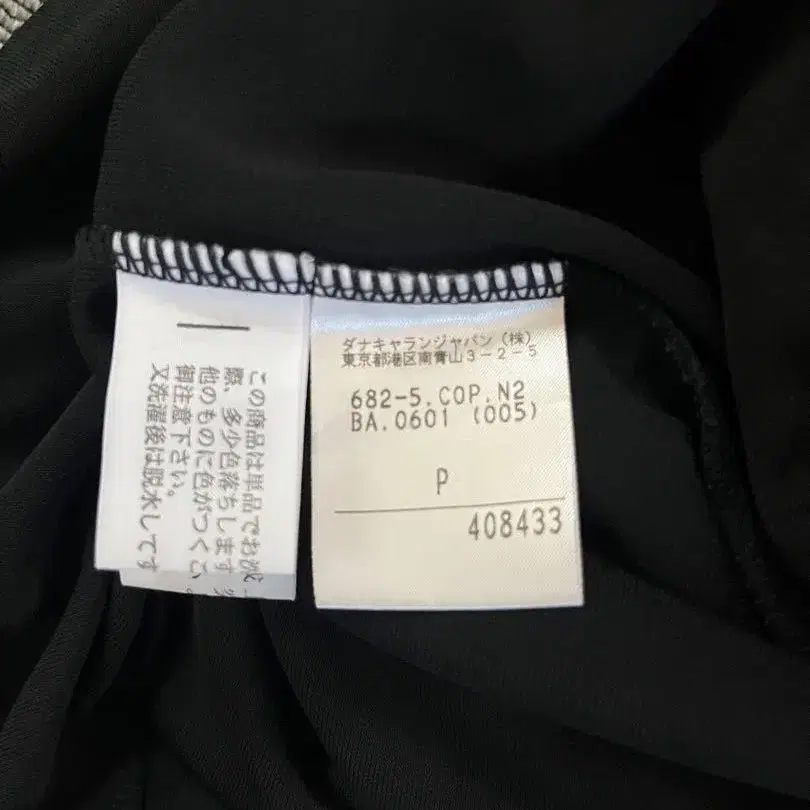 この商品は単品でお洗
際、多少色落ちします
他のものに色がつくこ
御注意下さい。
又洗濯後は脱水してす
ダナキャランジャパン（株）
東京都港区南青山3-2-5
682-5.COP.N2
BA.0601 (005)
P
408433